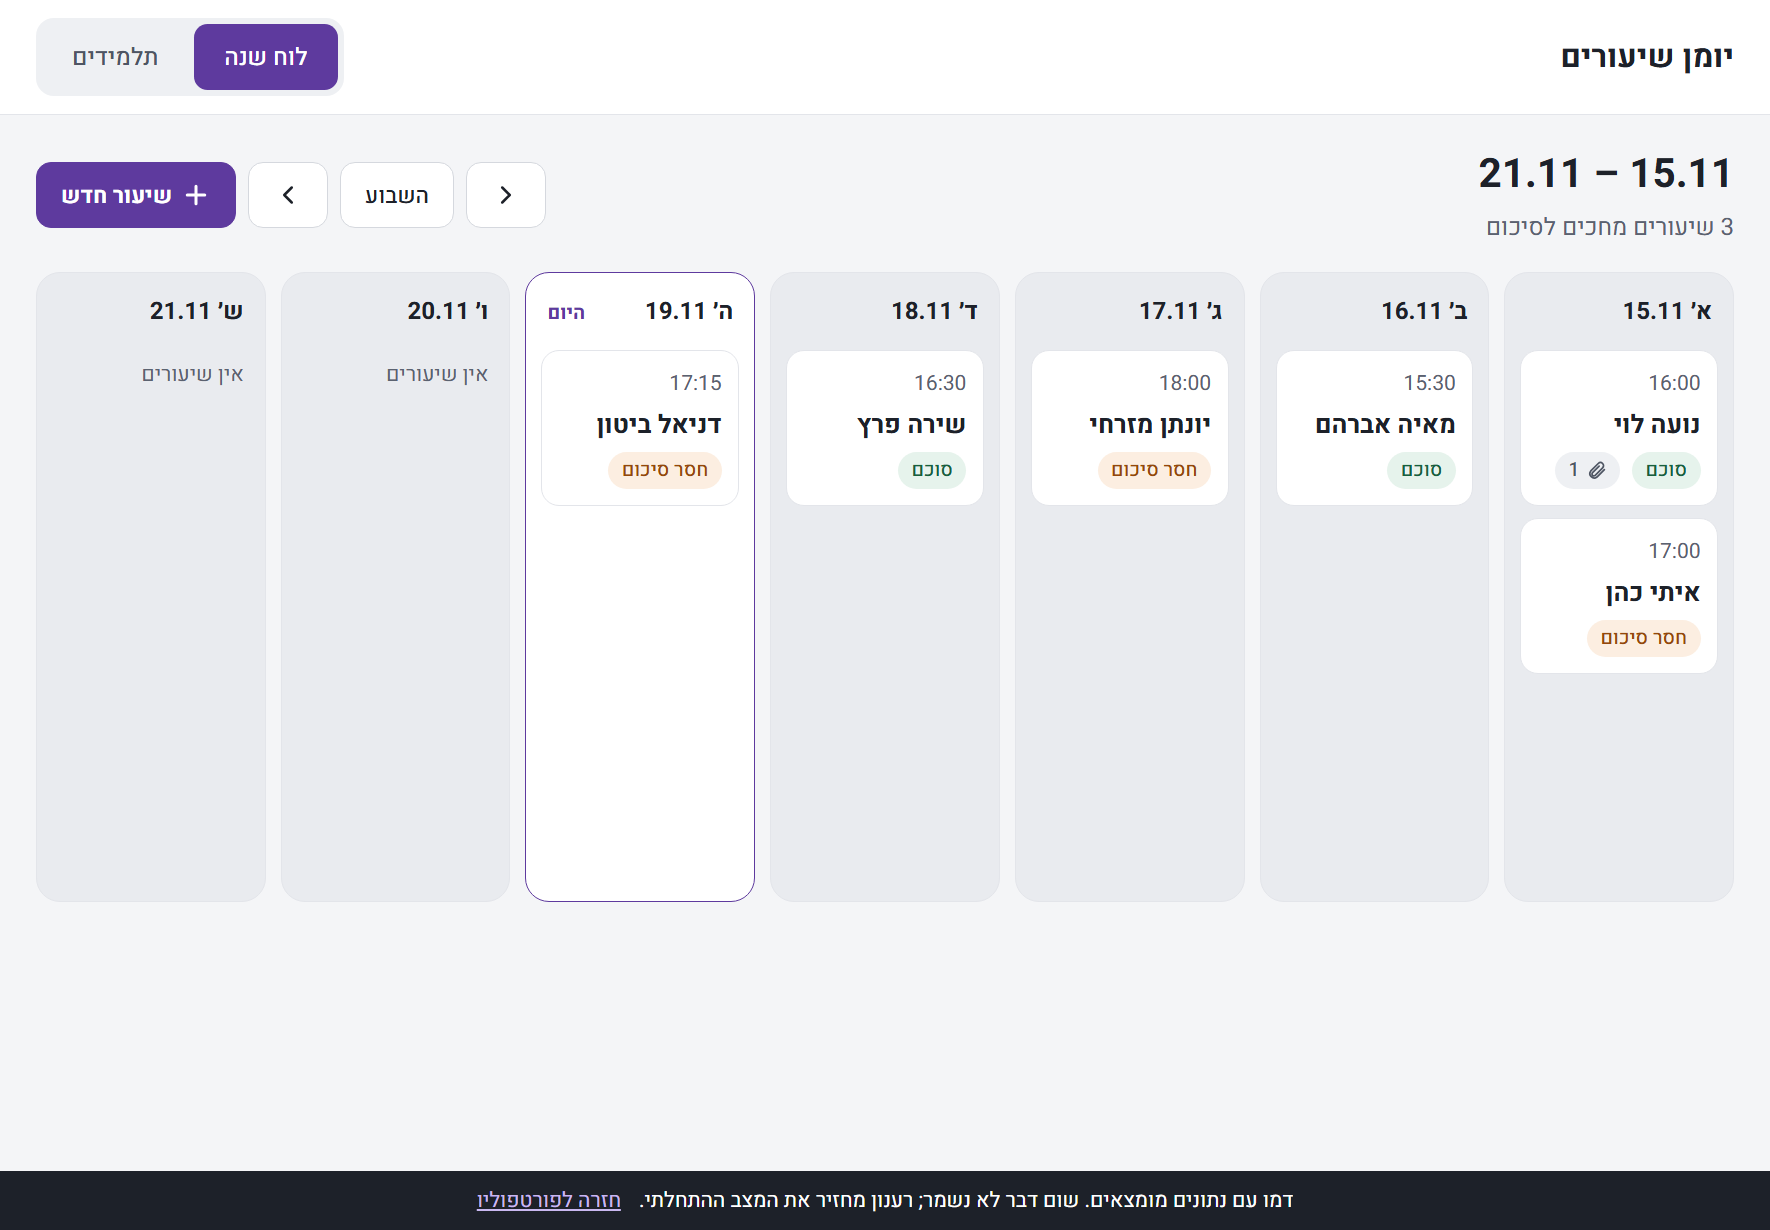 יומן שיעורים
לוח שנה
תלמידים
15.11 – 21.11
3 שיעורים מחכים לסיכום
השבוע
שיעור חדש
א׳ 15.11
16:00
נועה לוי
סוכם
1
17:00
איתי כהן
חסר סיכום
ב׳ 16.11
15:30
מאיה אברהם
סוכם
ג׳ 17.11
18:00
יונתן מזרחי
חסר סיכום
ד׳ 18.11
16:30
שירה פרץ
סוכם
ה׳ 19.11
היום
17:15
דניאל ביטון
חסר סיכום
ו׳ 20.11
אין שיעורים
ש׳ 21.11
אין שיעורים
דמו עם נתונים מומצאים. שום דבר לא נשמר; רענון מחזיר את המצב ההתחלתי. חזרה לפורטפוליו